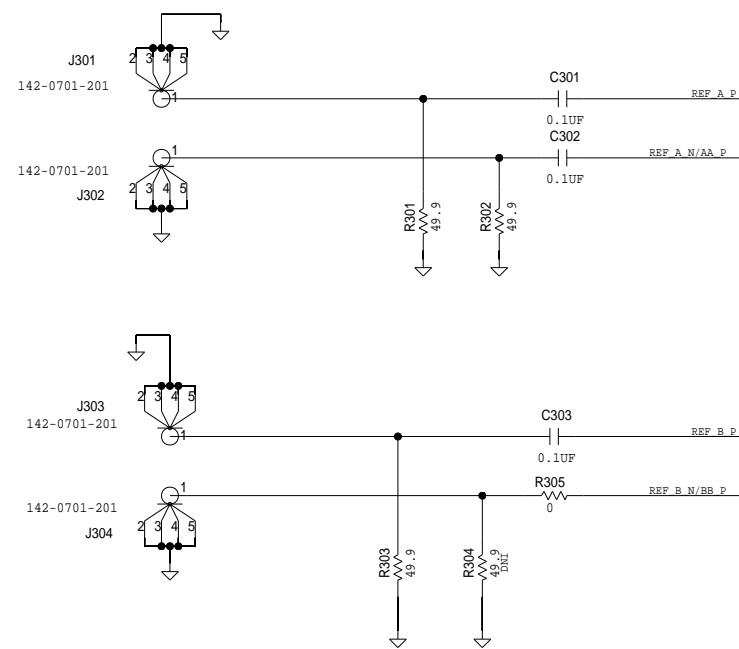 J301
142-0701-201
2 3 4 5
1
C301
0.1UF
REF_A_P
C302
0.1UF
REF_A_N/AA_P
142-0701-201
J302
1
2 3 4 5
R301
49.9
R302
49.9
J303
142-0701-201
2 3 4 5
1
C303
0.1UF
REF_B_P
R305
0
REF_B_N/BB_P
142-0701-201
J304
1
2 3 4 5
R303
49.9
R304
49.9
DNI